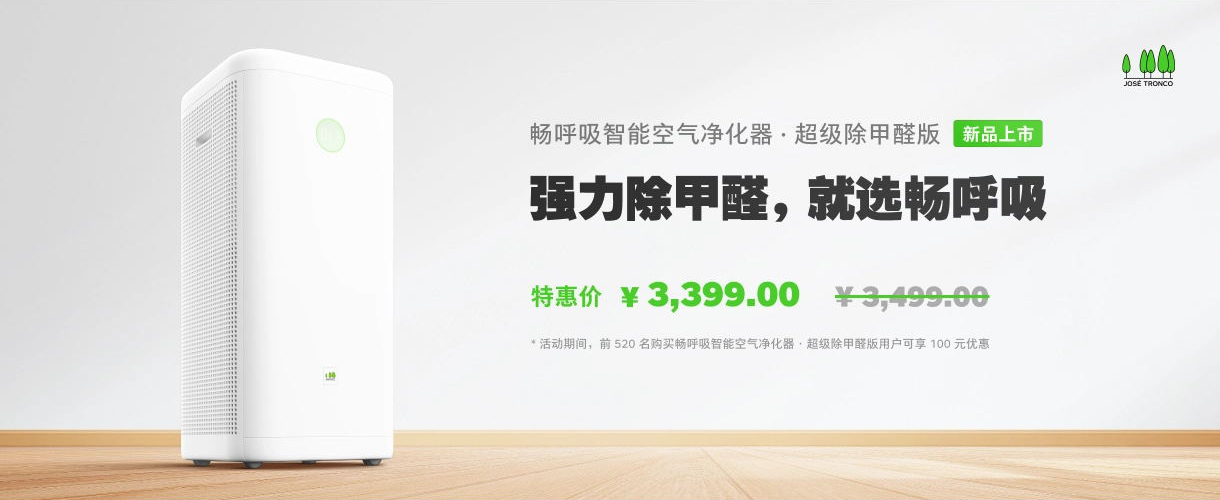 JOSÉ TRONCO
畅呼吸智能空气净化器 · 超级除甲醛版 新品上市
强力除甲醛，就选畅呼吸
特惠价 ¥ 3,399.00 ¥ 3,499.00
* 活动期间，前 520 名购买畅呼吸智能空气净化器 · 超级除甲醛版用户可享 100 元优惠